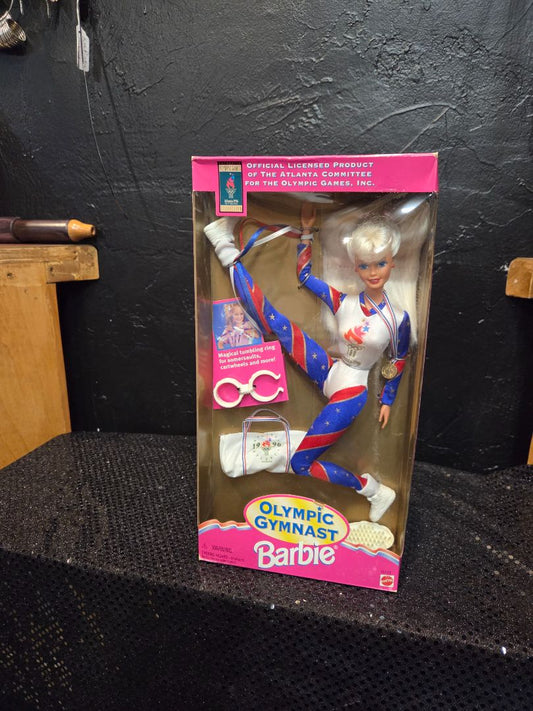 OFFICIAL LICENSED PRODUCT
OF THE ATLANTA COMMITTEE
FOR THE OLYMPIC GAMES, INC.
Magical tumbling ring
for somersaults,
cartwheels and more!
1996
OLYMPIC
GYMNAST
Barbie
WARNING:
MATTEL